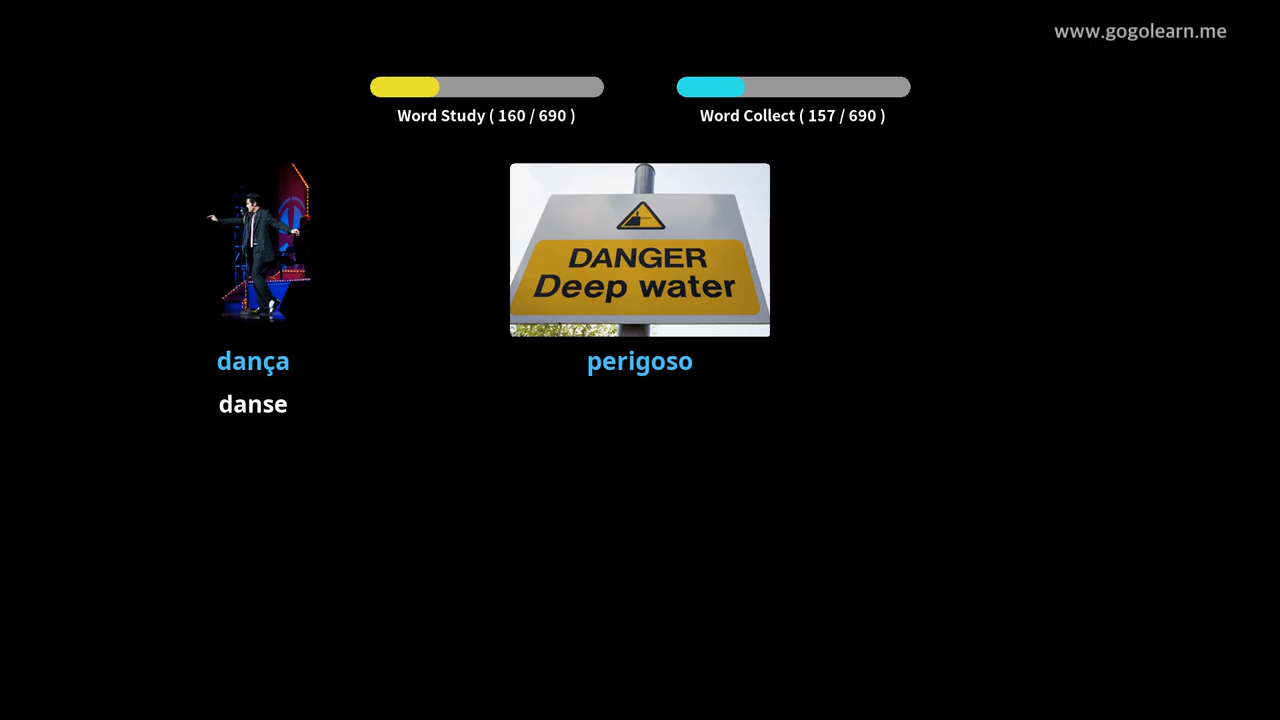 www.gogolearn.me
Word Study ( 160 / 690 )
Word Collect ( 157 / 690 )
DANGER
Deep water
dança
perigoso
danse